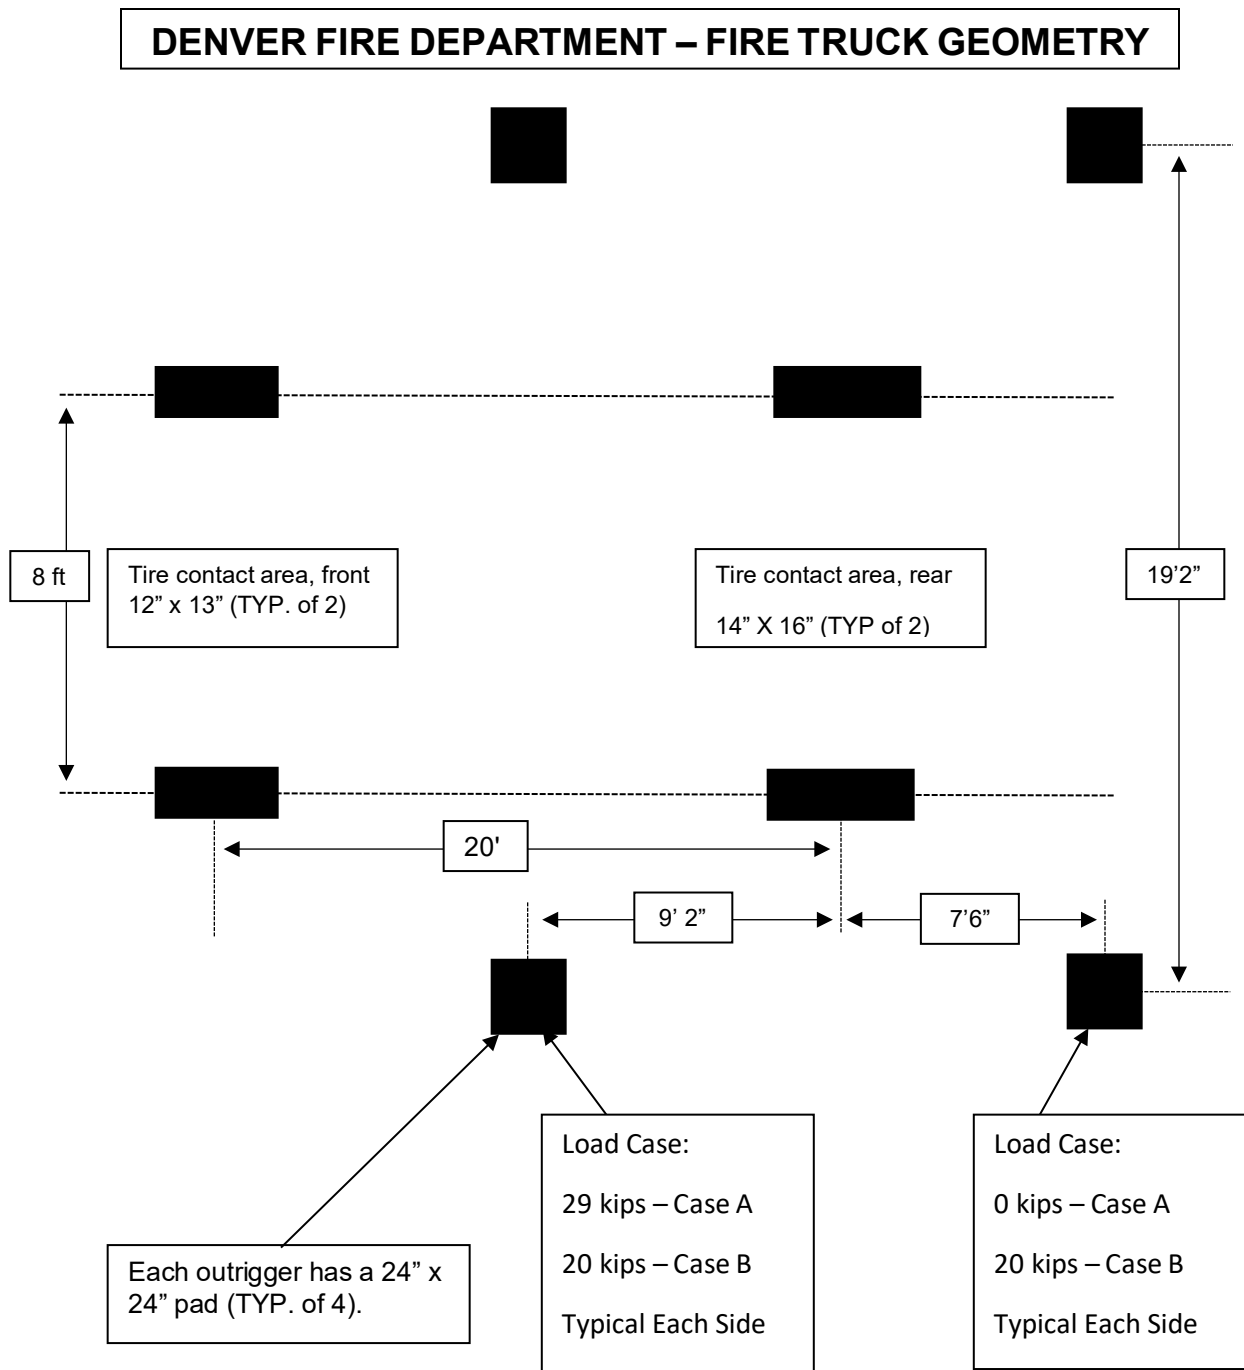 DENVER FIRE DEPARTMENT – FIRE TRUCK GEOMETRY
8 ft
Tire contact area, front
12” x 13” (TYP. of 2)
Tire contact area, rear
14” X 16” (TYP of 2)
19’2”
20'
9’ 2”
7’6”
Each outrigger has a 24” x
24” pad (TYP. of 4).
Load Case:
29 kips – Case A
20 kips – Case B
Typical Each Side
Load Case:
0 kips – Case A
20 kips – Case B
Typical Each Side